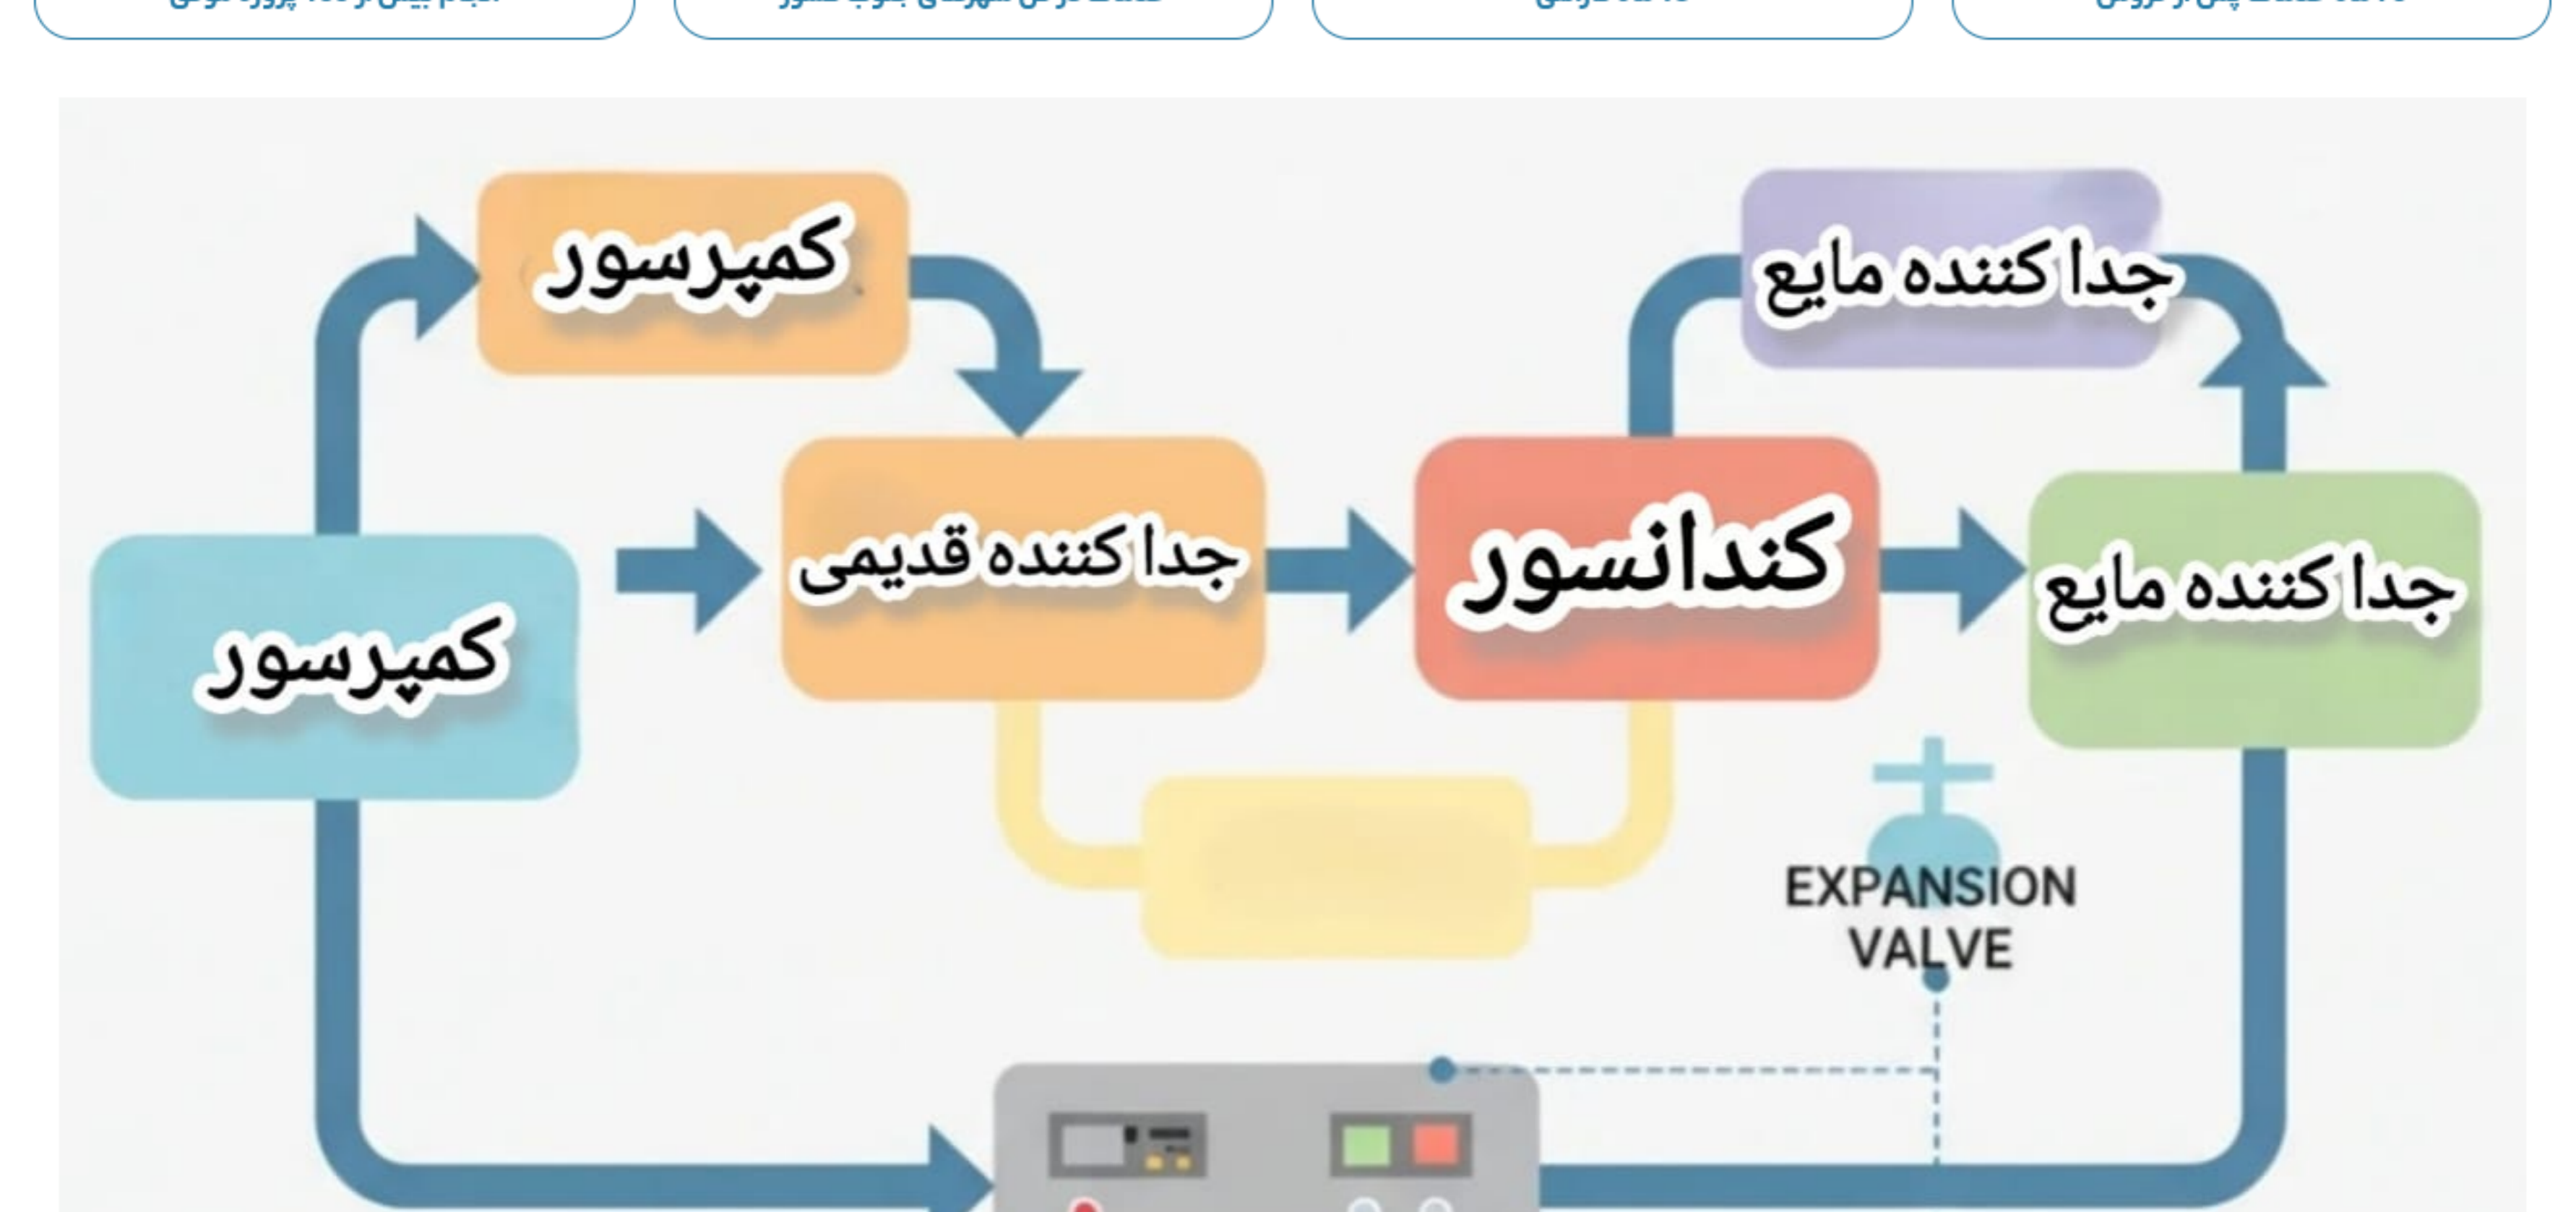 کمپرسور
جدا کننده مایع
جدا کننده قدیمی
کندانسور
جدا کننده مایع
کمپرسور
EXPANSION
VALVE